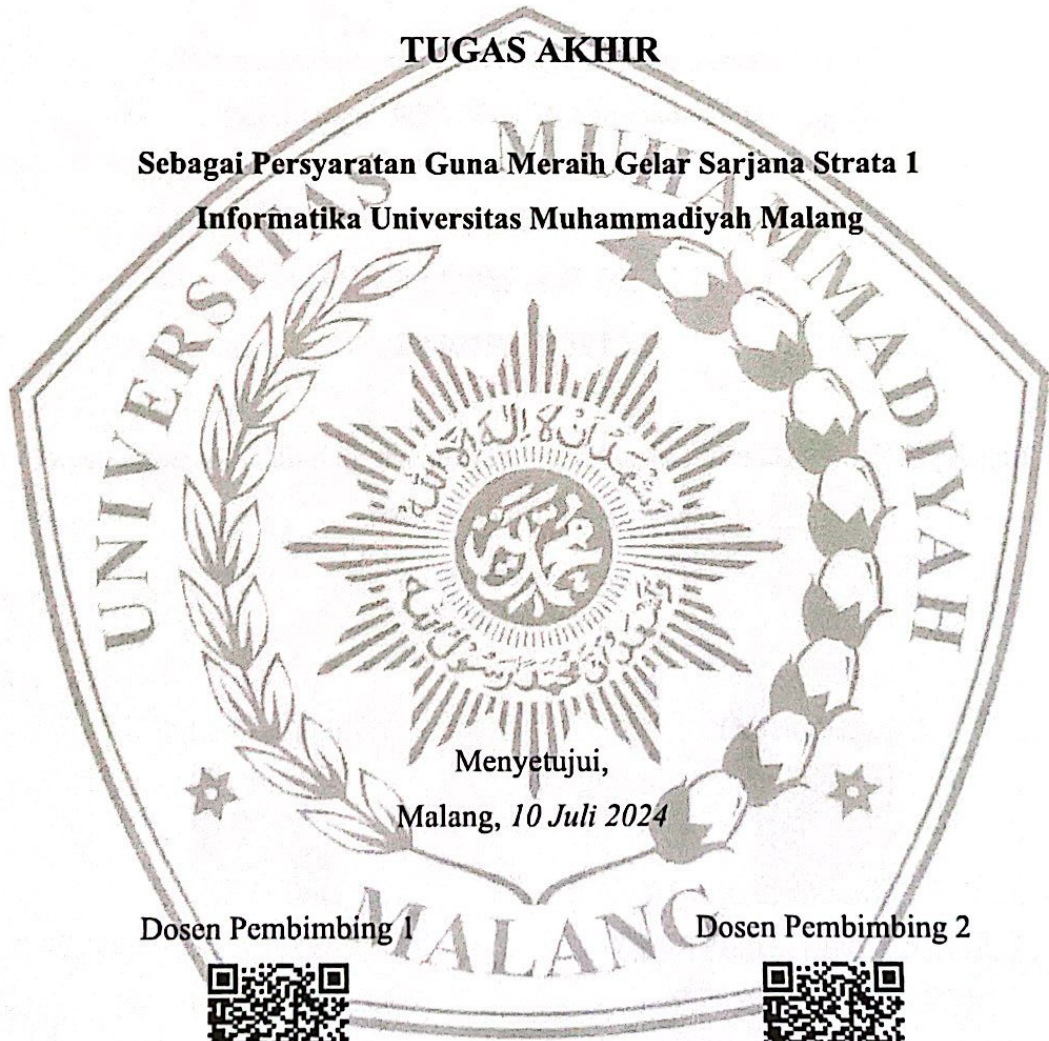 TUGAS AKHIR
Sebagai Persyaratan Guna Meraih Gelar Sarjana Strata 1
Informatika Universitas Muhammadiyah Malang
UNIVERSITAS MUHAMMADIYAH
Menyetujui,
Malang, 10 Juli 2024
MALANG
Dosen Pembimbing 1
Dosen Pembimbing 2